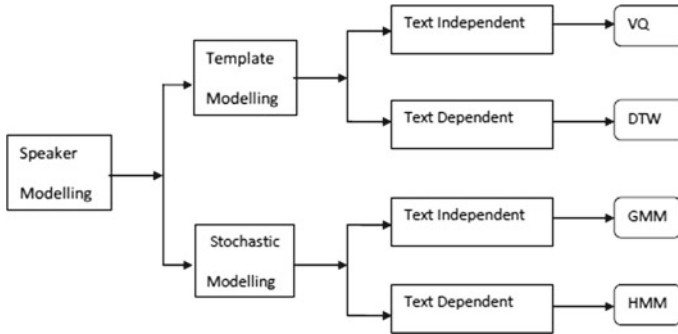 Text Independent
VQ
Template
Modelling
Text Dependent
DTW
Speaker
Modelling
Text Independent
GMM
Stochastic
Modelling
Text Dependent
HMM